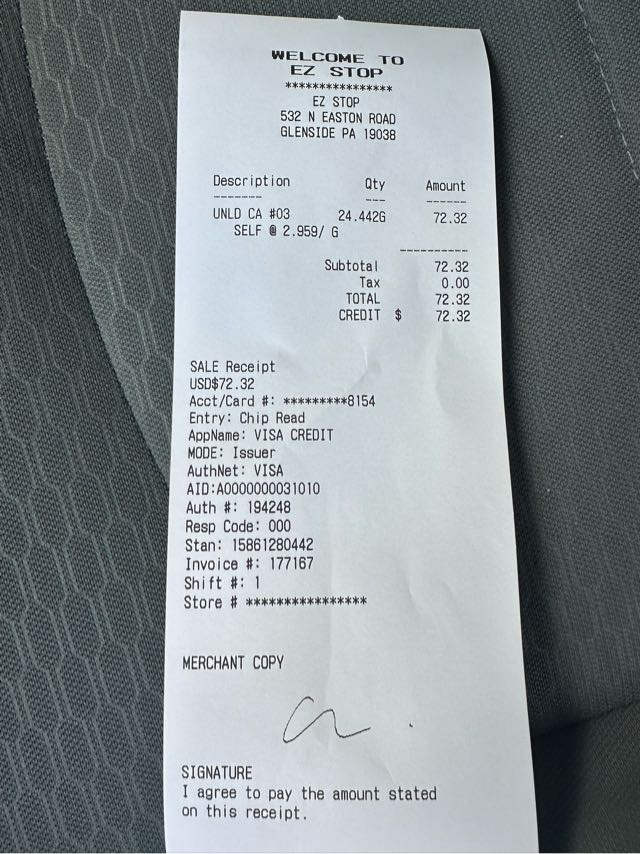 WELCOME TO
EZ STOP
****************
EZ STOP
532 N EASTON ROAD
GLENSIDE PA 19038
Description Qty Amount
------- --- ------
UNLD CA #03 24.442G 72.32
SELF @ 2.959/ G
----------
Subtotal 72.32
Tax 0.00
TOTAL 72.32
CREDIT $ 72.32
SALE Receipt
USD$72.32
Acct/Card #: *********8154
Entry: Chip Read
AppName: VISA CREDIT
MODE: Issuer
AuthNet: VISA
AID:A0000000031010
Auth #: 194248
Resp Code: 000
Stan: 15861280442
Invoice #: 177167
Shift #: 1
Store # ****************
MERCHANT COPY
SIGNATURE
I agree to pay the amount stated
on this receipt.